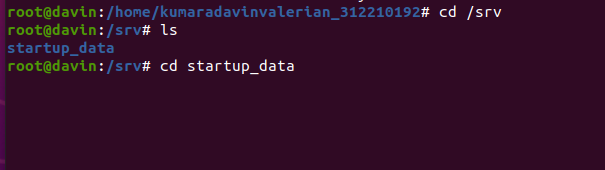 root@davin:/home/kumaradavinvalerian_312210192# cd /srv
root@davin:/srv# ls
startup_data
root@davin:/srv# cd startup_data